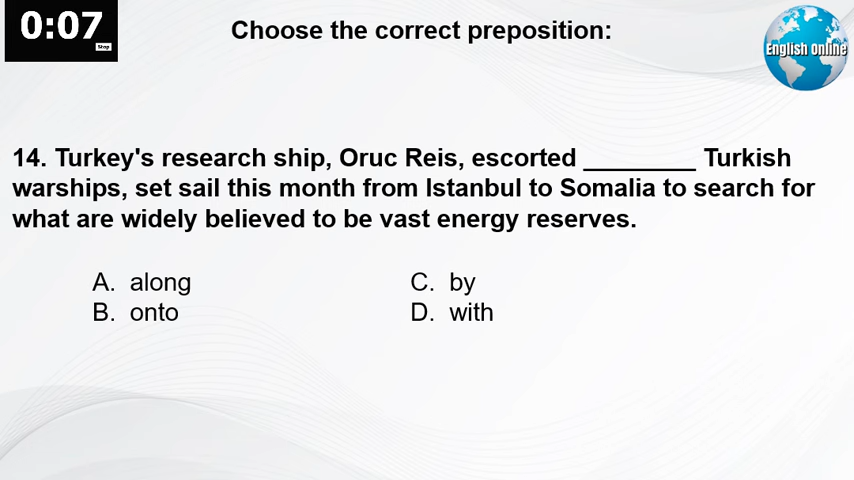 0:07
Stop
Choose the correct preposition:
English Online
14. Turkey's research ship, Oruc Reis, escorted ________ Turkish
warships, set sail this month from Istanbul to Somalia to search for
what are widely believed to be vast energy reserves.
A. along
B. onto
C. by
D. with